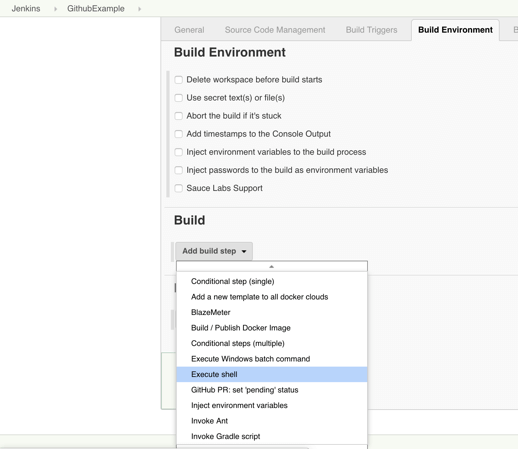 Jenkins GithubExample
General Source Code Management Build Triggers Build Environment B
Build Environment
Delete workspace before build starts
Use secret text(s) or file(s)
Abort the build if it's stuck
Add timestamps to the Console Output
Inject environment variables to the build process
Inject passwords to the build as environment variables
Sauce Labs Support
Build
Add build step
Conditional step (single)
Add a new template to all docker clouds
BlazeMeter
Build / Publish Docker Image
Conditional steps (multiple)
Execute Windows batch command
Execute shell
GitHub PR: set 'pending' status
Inject environment variables
Invoke Ant
Invoke Gradle script